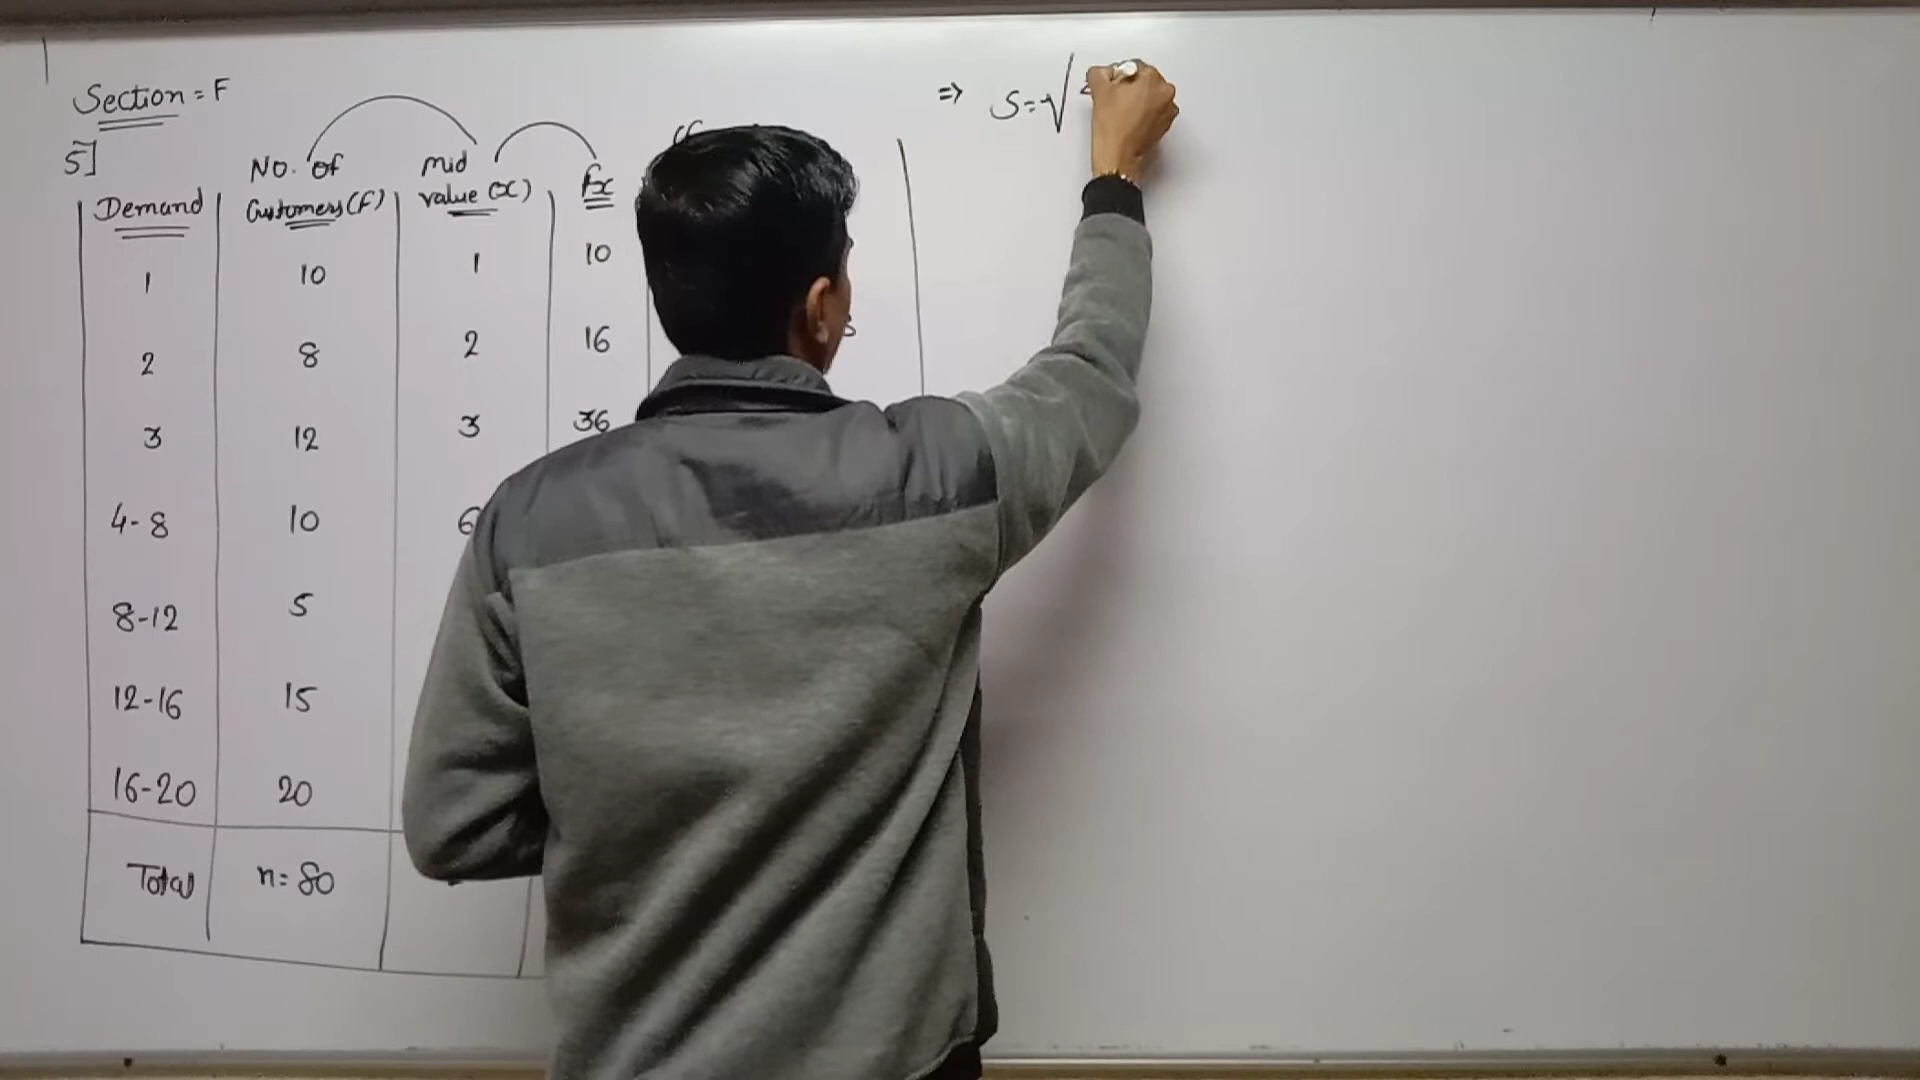 Section = F
5]
Demand No. of Customers (F) mid value (x) fx
1 10 1 10
2 8 2 16
3 12 3 36
4-8 10 6
8-12 5
12-16 15
16-20 20
Total n = 80
⇒ S = √